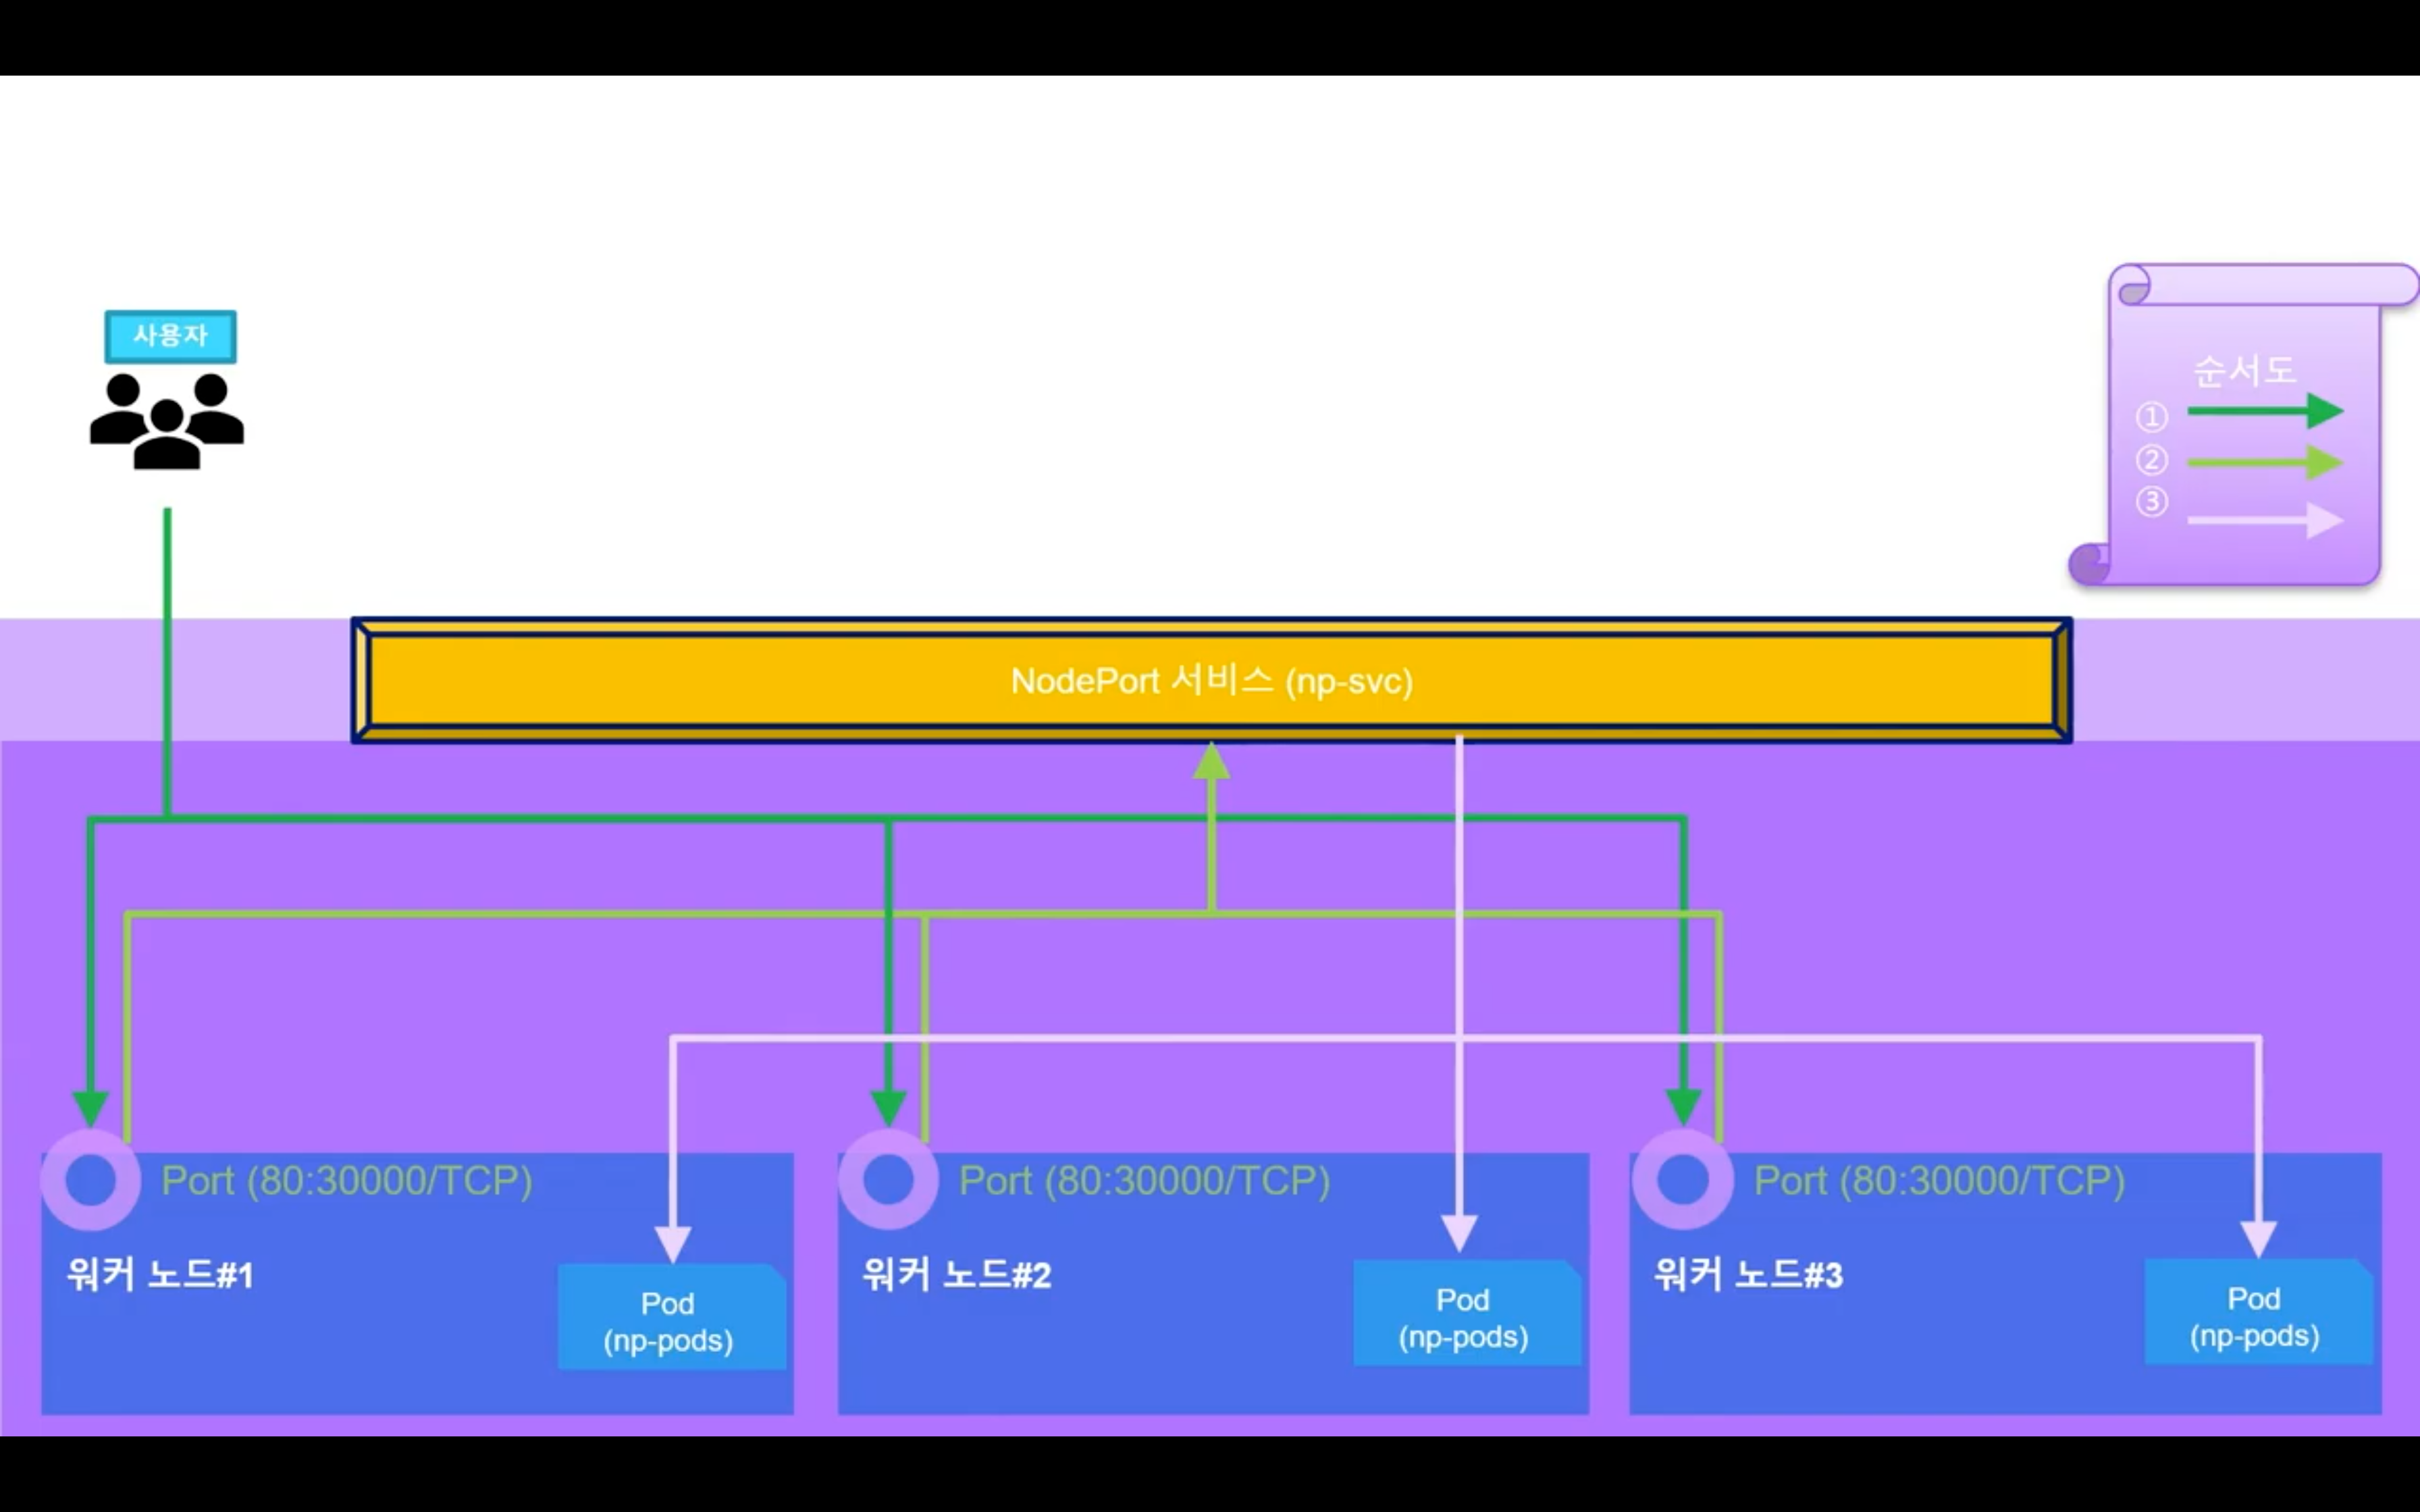 사용자
순서도
①
②
③
NodePort 서비스 (np-svc)
Port (80:30000/TCP)
워커 노드#1
Pod
(np-pods)
Port (80:30000/TCP)
워커 노드#2
Pod
(np-pods)
Port (80:30000/TCP)
워커 노드#3
Pod
(np-pods)